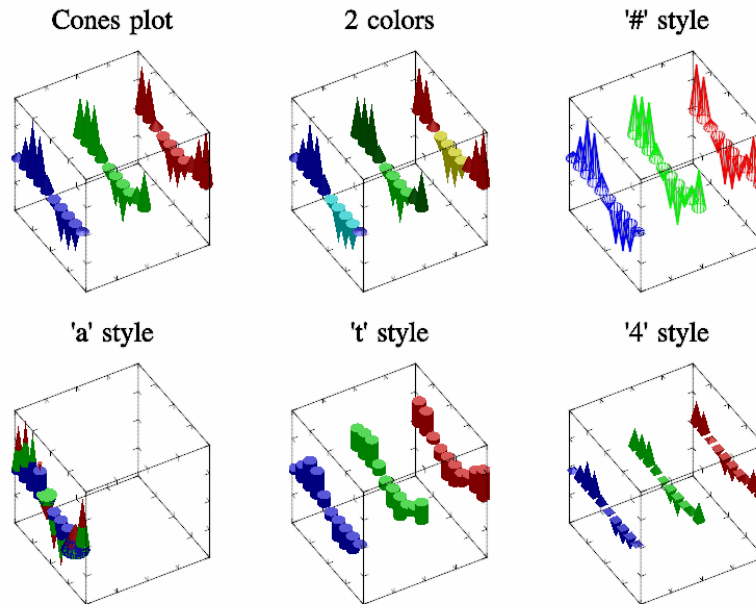 Cones plot
2 colors
'#' style
'a' style
't' style
'4' style